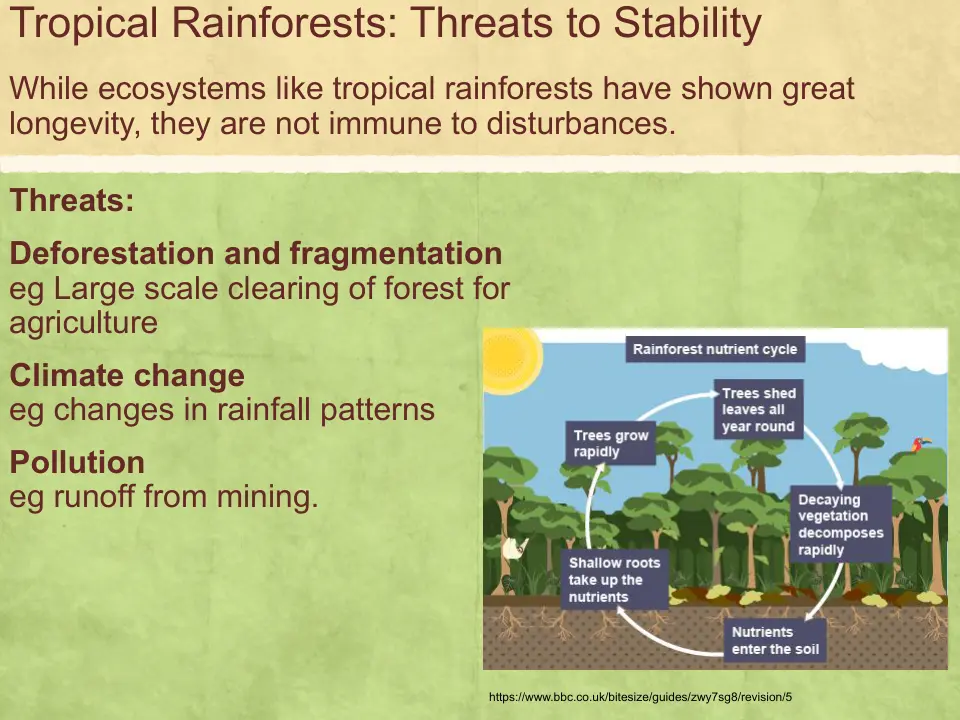 Tropical Rainforests: Threats to Stability
While ecosystems like tropical rainforests have shown great
longevity, they are not immune to disturbances.
Threats:
Deforestation and fragmentation
eg Large scale clearing of forest for
agriculture
Climate change
eg changes in rainfall patterns
Pollution
eg runoff from mining.
Rainforest nutrient cycle
Trees shed
leaves all
year round
Trees grow
rapidly
Decaying
vegetation
decomposes
rapidly
Shallow roots
take up the
nutrients
Nutrients
enter the soil
https://www.bbc.co.uk/bitesize/guides/zwy7sg8/revision/5